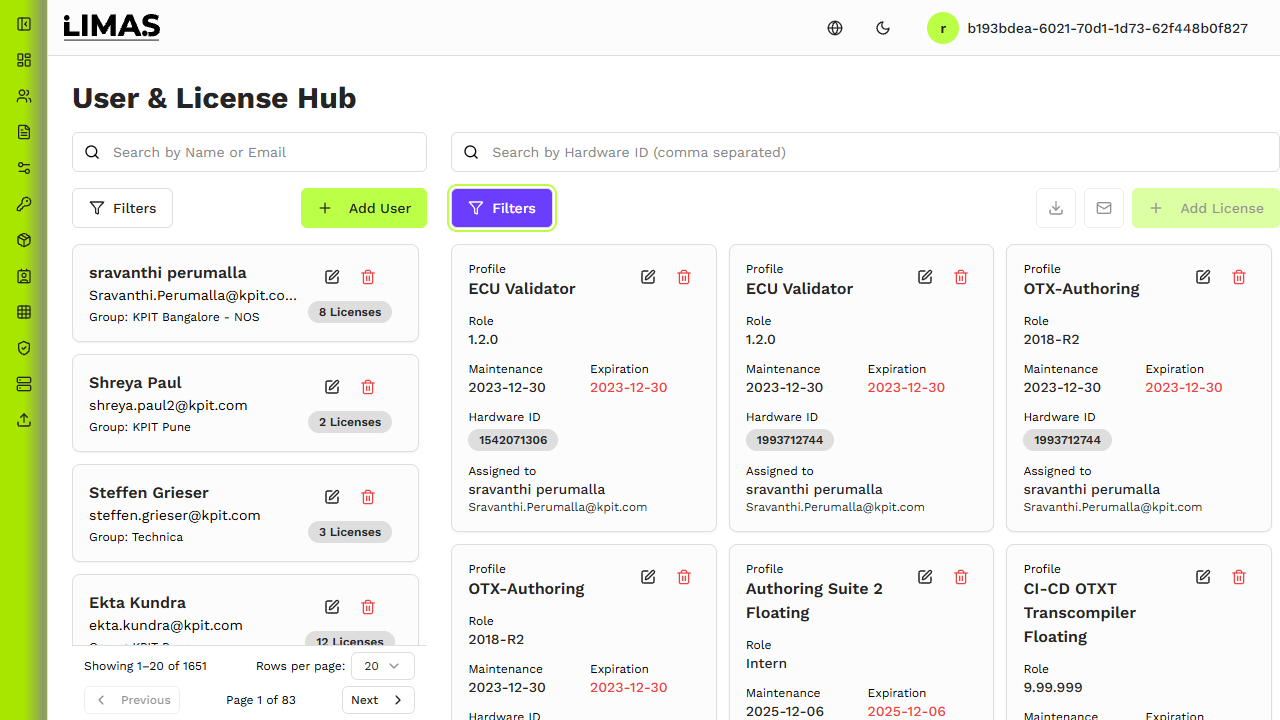 LIMAS
r
b193bdea-6021-70d1-1d73-62f448b0f827
User & License Hub
Search by Name or Email
Filters
Add User
sravanthi perumalla
Sravanthi.Perumalla@kpit.co...
Group: KPIT Bangalore - NOS
8 Licenses
Shreya Paul
shreya.paul2@kpit.com
Group: KPIT Pune
2 Licenses
Steffen Grieser
steffen.grieser@kpit.com
Group: Technica
3 Licenses
Ekta Kundra
ekta.kundra@kpit.com
12 Licenses
Showing 1–20 of 1651
Rows per page:
20
Previous
Page 1 of 83
Next
Search by Hardware ID (comma separated)
Filters
Add License
Profile
ECU Validator
Role
1.2.0
Maintenance
2023-12-30
Expiration
2023-12-30
Hardware ID
1542071306
Assigned to
sravanthi perumalla
Sravanthi.Perumalla@kpit.com
Profile
ECU Validator
Role
1.2.0
Maintenance
2023-12-30
Expiration
2023-12-30
Hardware ID
1993712744
Assigned to
sravanthi perumalla
Sravanthi.Perumalla@kpit.com
Profile
OTX-Authoring
Role
2018-R2
Maintenance
2023-12-30
Expiration
2023-12-30
Hardware ID
1993712744
Assigned to
sravanthi perumalla
Sravanthi.Perumalla@kpit.com
Profile
OTX-Authoring
Role
2018-R2
Maintenance
2023-12-30
Expiration
2023-12-30
Hardware ID
Profile
Authoring Suite 2
Floating
Role
Intern
Maintenance
2025-12-06
Expiration
2025-12-06
Profile
CI-CD OTXT
Transcompiler
Floating
Role
9.99.999
Maintenance
Expiration